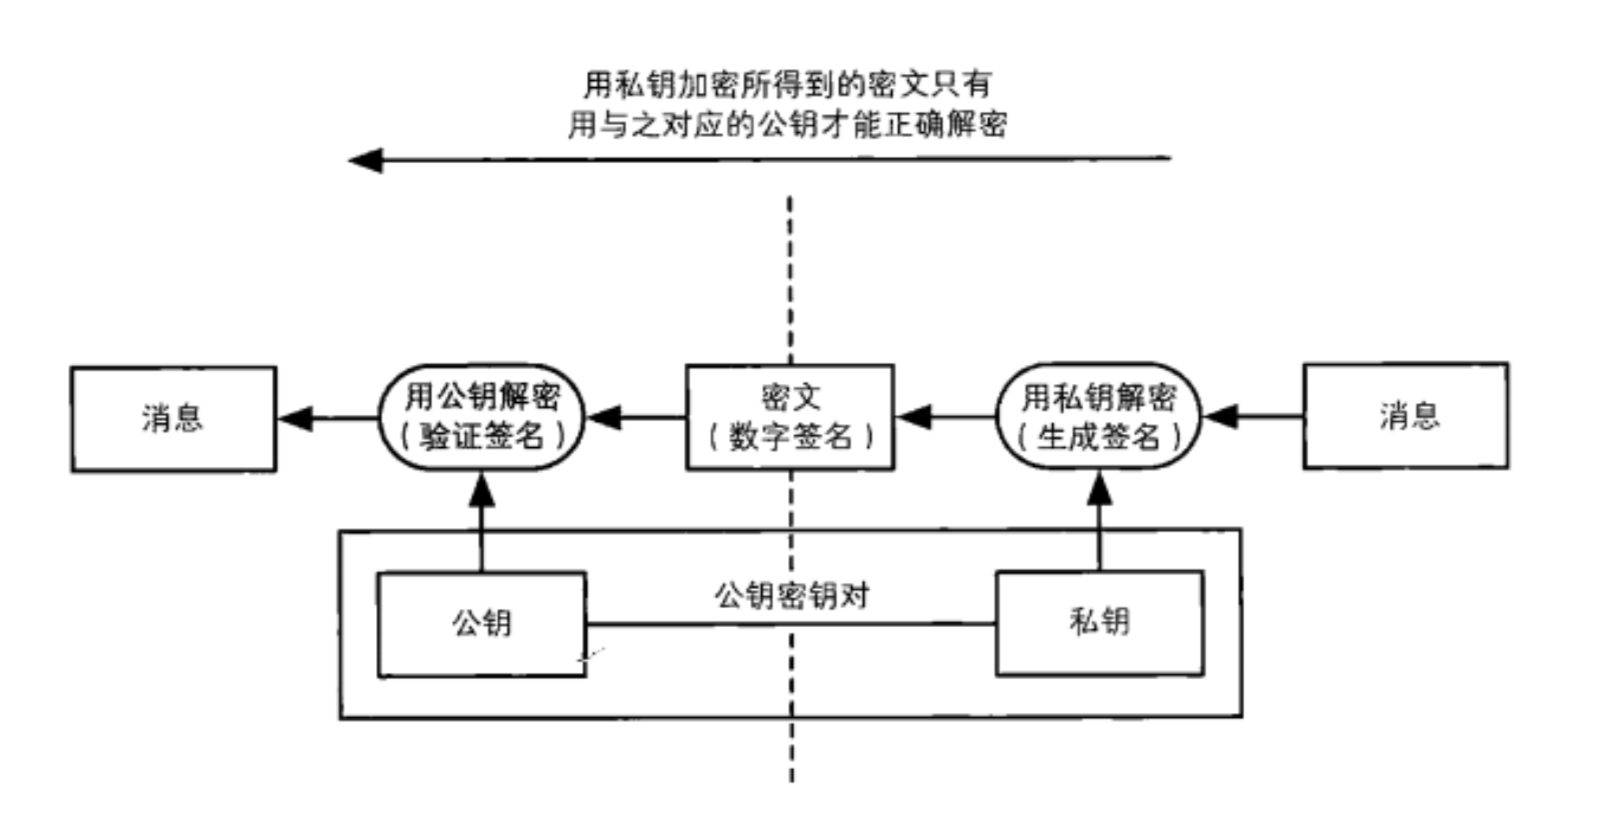 用私钥加密所得到的密文只有
用与之对应的公钥才能正确解密
消息
用公钥解密
（验证签名）
密文
（数字签名）
用私钥解密
（生成签名）
消息
公钥密钥对
公钥
私钥